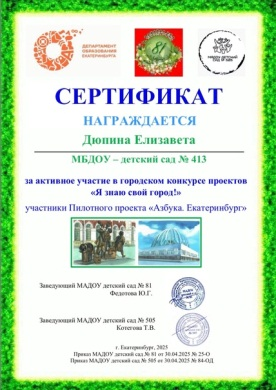 ДЕПАРТАМЕНТ
ОБРАЗОВАНИЯ
ЕКАТЕРИНБУРГА
81
СЕРТИФИКАТ
НАГРАЖДАЕТСЯ
Дюпина Елизавета
МБДОУ – детский сад № 413
за активное участие в городском конкурсе проектов
«Я знаю свой город!»
участники Пилотного проекта «Азбука. Екатеринбург»
Заведующий МАДОУ детский сад № 81
Федотова Ю.Г.
Заведующий МАДОУ детский сад № 505
Котегова Т.В.
г. Екатеринбург, 2025
Приказ МАДОУ детский сад № 81 от 30.04.2025 № 25-О
Приказ МАДОУ детский сад № 505 от 30.04.2025 № 84-ОД